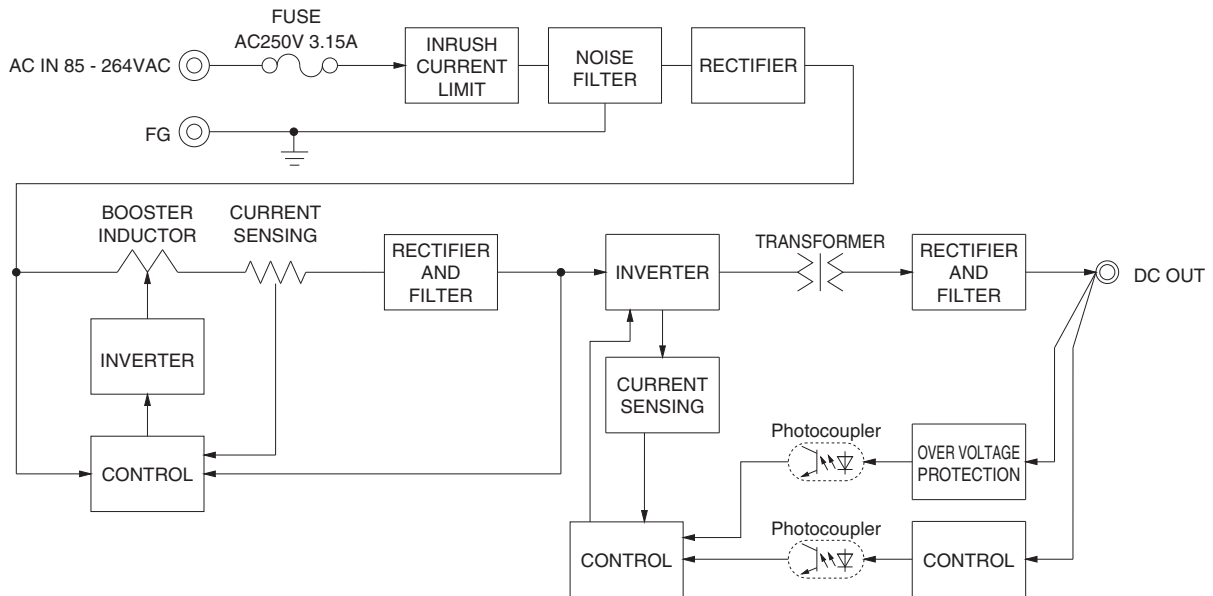 FUSE
AC250V 3.15A
AC IN 85 - 264VAC
INRUSH
CURRENT
LIMIT
NOISE
FILTER
RECTIFIER
FG
BOOSTER
INDUCTOR
CURRENT
SENSING
RECTIFIER
AND
FILTER
INVERTER
TRANSFORMER
RECTIFIER
AND
FILTER
DC OUT
INVERTER
CURRENT
SENSING
CONTROL
Photocoupler
OVER VOLTAGE
PROTECTION
Photocoupler
CONTROL
CONTROL